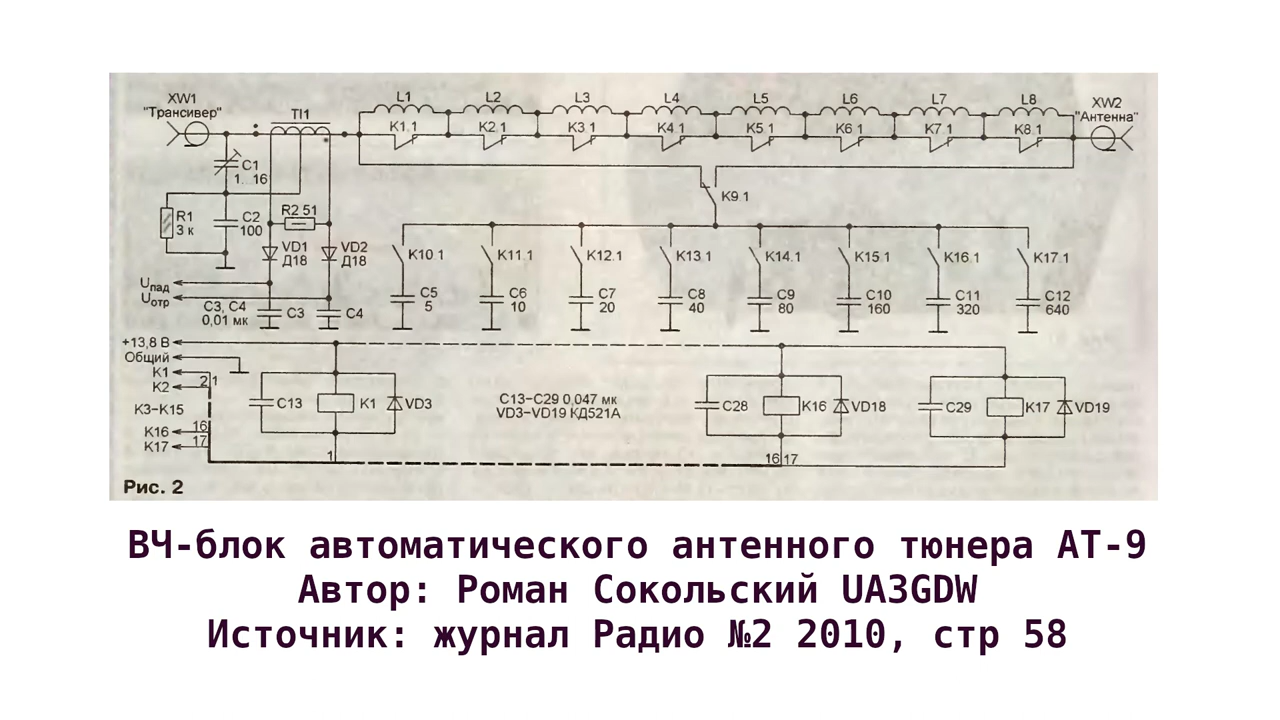 XW1
"Трансивер"
TI1
L1 L2 L3 L4 L5 L6 L7 L8
XW2
"Антенна"
K1.1 K2.1 K3.1 K4.1 K5.1 K6.1 K7.1 K8.1
C1
1...16
K9.1
R1
3 к
C2
100
R2 51
VD1
Д18
VD2
Д18
K10.1 K11.1 K12.1 K13.1 K14.1 K15.1 K16.1 K17.1
Uпад
Uотр
C3, C4
0,01 мк
C3 C4
C5
5
C6
10
C7
20
C8
40
C9
80
C10
160
C11
320
C12
640
+13,8 В
Общий
K1
K2
2 1
K3–K15
K16
16
K17
17
C13 K1 VD3
C13–C29 0,047 мк
VD3–VD19 КД521А
C28 K16 VD18
C29 K17 VD19
1
16 17
Рис. 2
ВЧ-блок автоматического антенного тюнера АТ-9
Автор: Роман Сокольский UA3GDW
Источник: журнал Радио №2 2010, стр 58